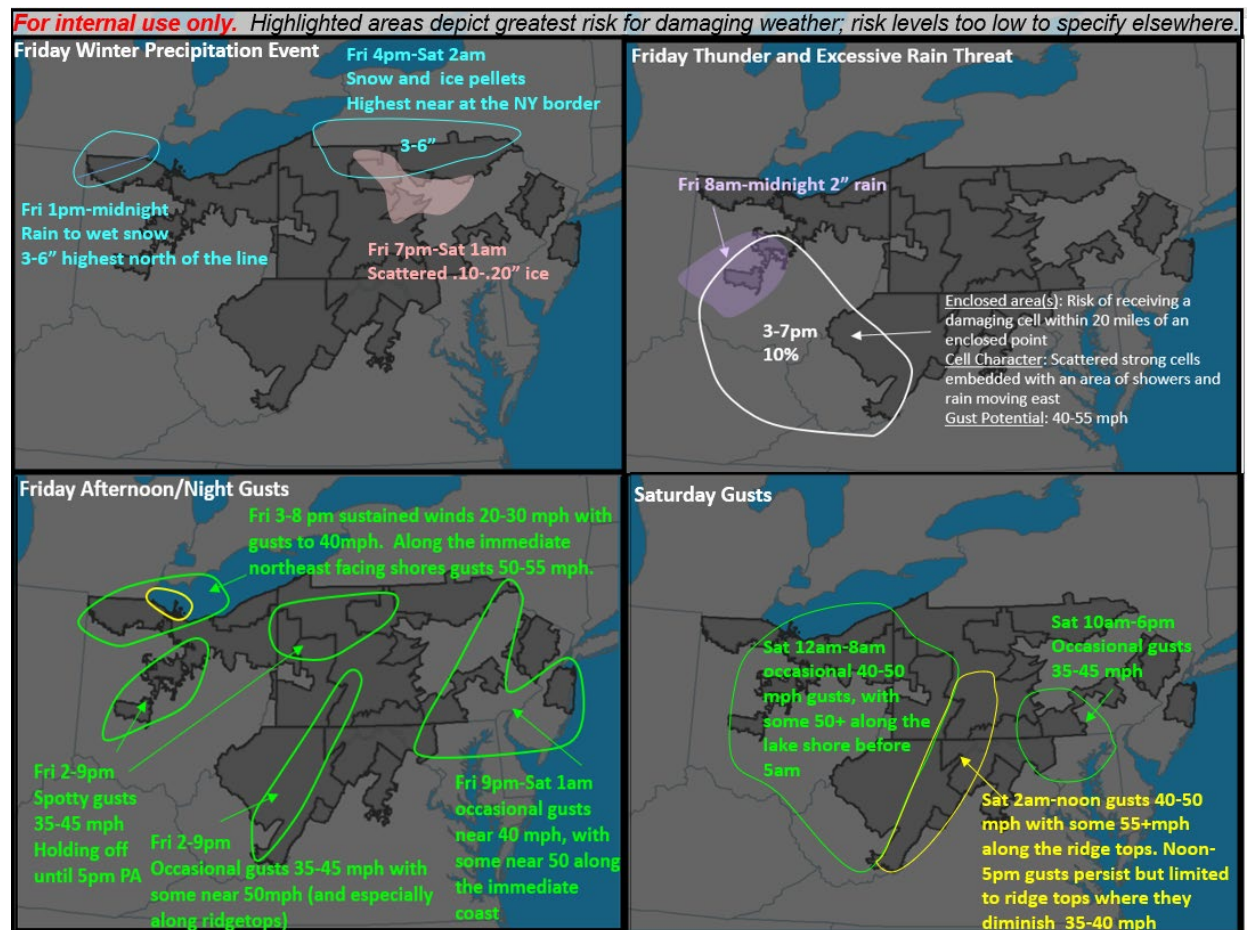 For internal use only. Highlighted areas depict greatest risk for damaging weather; risk levels too low to specify elsewhere.
Friday Winter Precipitation Event
Fri 4pm-Sat 2am
Snow and ice pellets
Highest near at the NY border
3-6”
Fri 1pm-midnight
Rain to wet snow
3-6” highest north of the line
Fri 7pm-Sat 1am
Scattered .10-.20” ice
Friday Thunder and Excessive Rain Threat
Fri 8am-midnight 2” rain
3-7pm
10%
Enclosed area(s): Risk of receiving a
damaging cell within 20 miles of an
enclosed point
Cell Character: Scattered strong cells
embedded with an area of showers and
rain moving east
Gust Potential: 40-55 mph
Friday Afternoon/Night Gusts
Fri 3-8 pm sustained winds 20-30 mph with
gusts to 40mph. Along the immediate
northeast facing shores gusts 50-55 mph.
Fri 2-9pm
Spotty gusts
35-45 mph
Holding off
until 5pm PA
Fri 2-9pm
Occasional gusts 35-45 mph with
some near 50mph (and especially
along ridgetops)
Fri 9pm-Sat 1am
occasional gusts
near 40 mph, with
some near 50 along
the immediate
coast
Saturday Gusts
Sat 12am-8am
occasional 40-50
mph gusts, with
some 50+ along the
lake shore before
5am
Sat 10am-6pm
Occasional gusts
35-45 mph
Sat 2am-noon gusts 40-50
mph with some 55+mph
along the ridge tops. Noon-
5pm gusts persist but limited
to ridge tops where they
diminish 35-40 mph